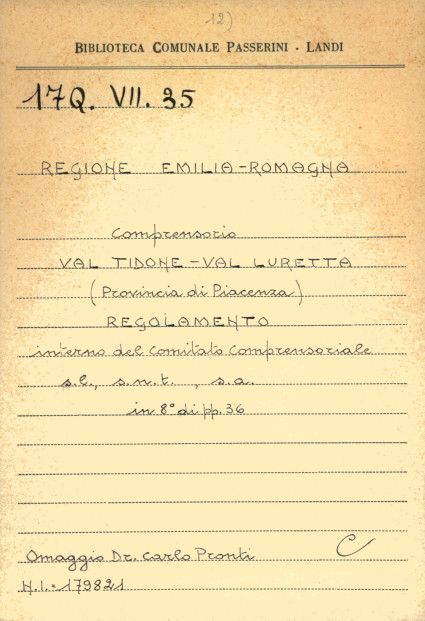 12)
BIBLIOTECA COMUNALE PASSERINI - LANDI
17Q. VII. 35
REGIONE EMILIA-ROMAGNA
Comprensorio
VAL TIDONE-VAL LURETTA
(Provincia di Piacenza)
REGOLAMENTO
interno del Comitato Comprensoriale
s.l., s.n.t., s.a.
in 8° di pp. 36
Omaggio Dr. Carlo Pronti
C
N.I. = 179821